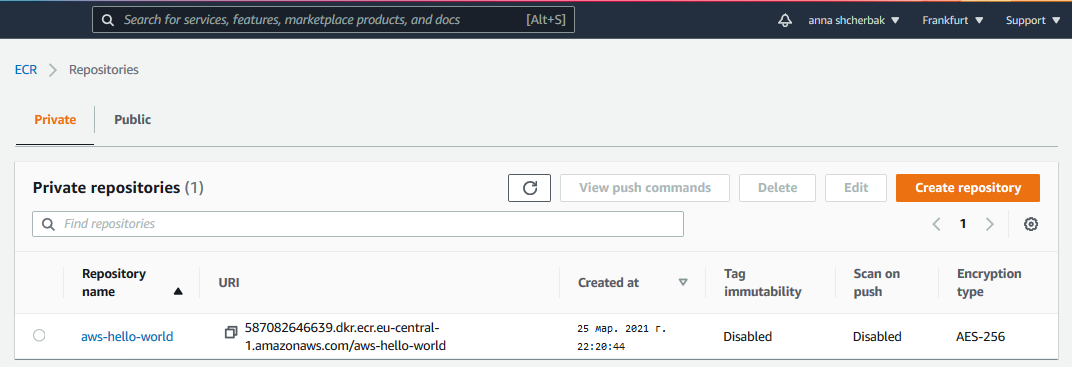 Search for services, features, marketplace products, and docs [Alt+S] anna shcherbak Frankfurt Support
ECR Repositories
Private Public
Private repositories (1) View push commands Delete Edit Create repository
Find repositories 1
Repository name URI Created at Tag immutability Scan on push Encryption type
aws-hello-world
587082646639.dkr.ecr.eu-central-
1.amazonaws.com/aws-hello-world
25 мар. 2021 г.
22:20:44
Disabled Disabled AES-256